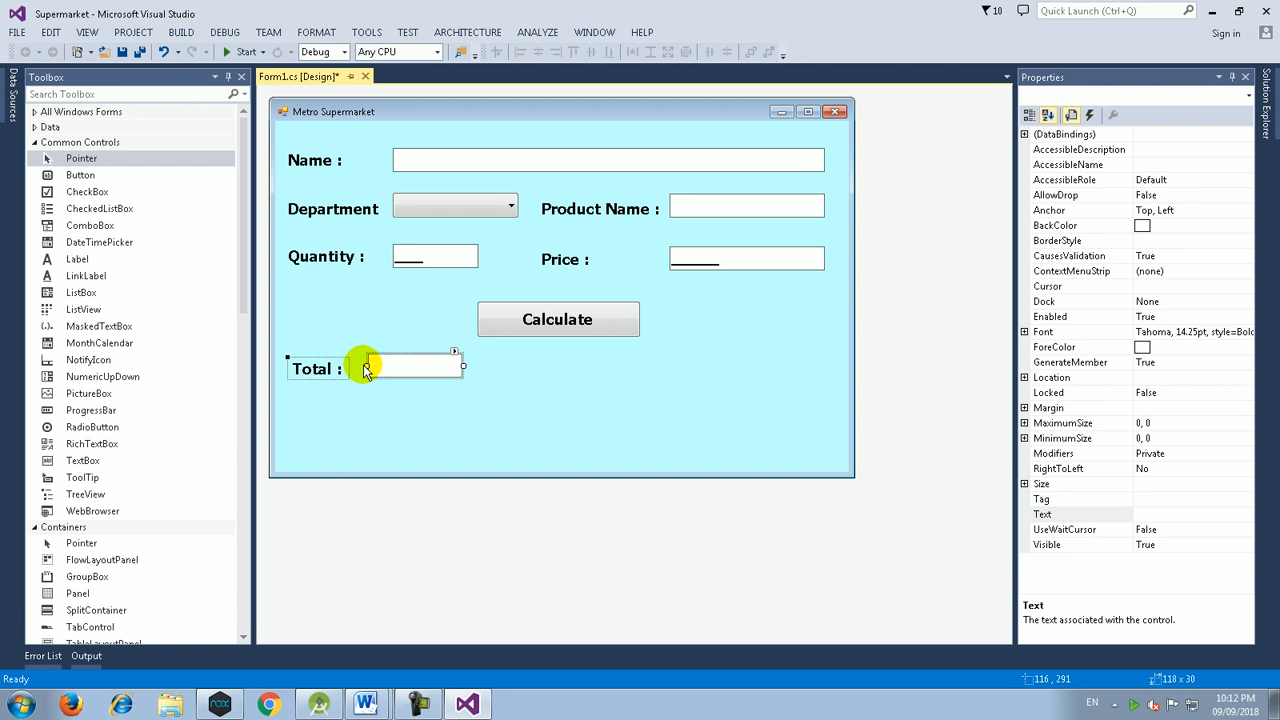 Supermarket - Microsoft Visual Studio
10
Quick Launch (Ctrl+Q)
FILE EDIT VIEW PROJECT BUILD DEBUG TEAM FORMAT TOOLS TEST ARCHITECTURE ANALYZE WINDOW HELP
Sign in
Start Debug Any CPU
Data Sources
Toolbox
Search Toolbox
All Windows Forms
Data
Common Controls
Pointer
Button
CheckBox
CheckedListBox
ComboBox
DateTimePicker
Label
LinkLabel
ListBox
ListView
MaskedTextBox
MonthCalendar
NotifyIcon
NumericUpDown
PictureBox
ProgressBar
RadioButton
RichTextBox
TextBox
ToolTip
TreeView
WebBrowser
Containers
Pointer
FlowLayoutPanel
GroupBox
Panel
SplitContainer
TabControl
TableLayoutPanel
Form1.cs [Design]*
Metro Supermarket
Name :
Department
Product Name :
Quantity :
Price :
Calculate
Total :
Properties
(DataBindings)
AccessibleDescription
AccessibleName
AccessibleRole Default
AllowDrop False
Anchor Top, Left
BackColor
BorderStyle
CausesValidation True
ContextMenuStrip (none)
Cursor
Dock None
Enabled True
Font Tahoma, 14.25pt, style=Bold
ForeColor
GenerateMember True
Location
Locked False
Margin
MaximumSize 0, 0
MinimumSize 0, 0
Modifiers Private
RightToLeft No
Size
Tag
Text
UseWaitCursor False
Visible True
Text
The text associated with the control.
Solution Explorer
Error List Output
Ready
116 , 291
118 x 30
EN
10:12 PM
09/09/2018